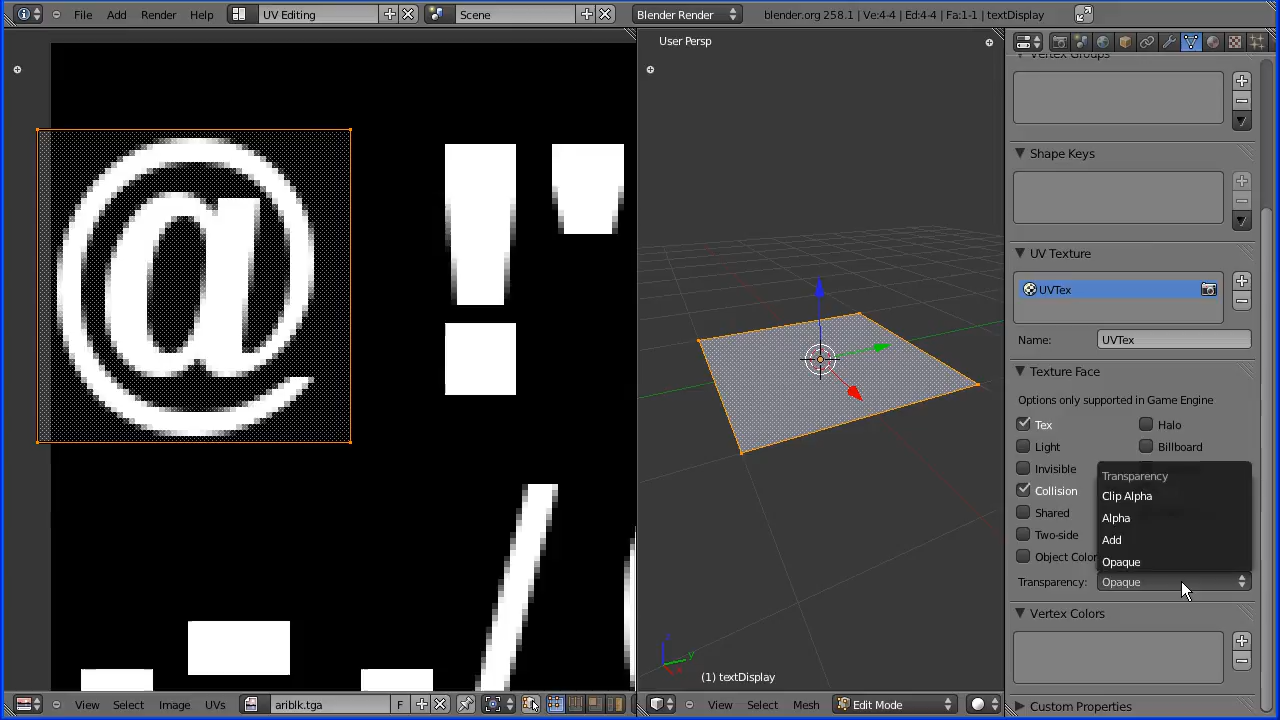 File Add Render Help UV Editing Scene Blender Render blender.org 258.1 | Ve:4-4 | Ed:4-4 | Fa:1-1 | textDisplay
User Persp
@ ! "
/
Vertex Groups
Shape Keys
UV Texture
UVTex
Name: UVTex
Texture Face
Options only supported in Game Engine
Tex Halo
Light Billboard
Invisible
Collision
Shared
Two-side
Object Color
Transparency
Clip Alpha
Alpha
Add
Opaque
Transparency: Opaque
Vertex Colors
Custom Properties
z
y
x
(1) textDisplay
View Select Image UVs ariblk.tga F
View Select Mesh Edit Mode